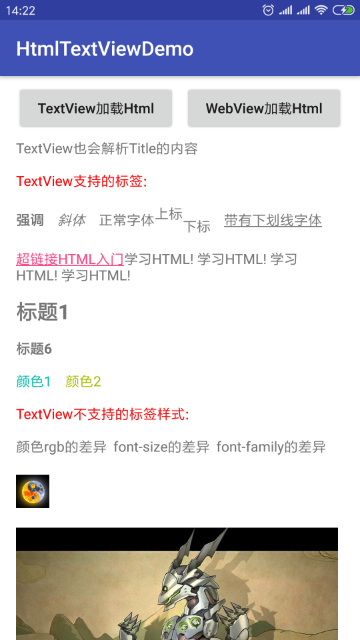 14:22
HtmlTextViewDemo
TextView加载Html WebView加载Html
TextView也会解析Title的内容
TextView支持的标签：
强调 斜体 正常字体上标下标 带有下划线字体
超链接HTML入门学习HTML! 学习HTML! 学习
HTML! 学习HTML!
标题1
标题6
颜色1 颜色2
TextView不支持的标签样式：
颜色rgb的差异 font-size的差异 font-family的差异